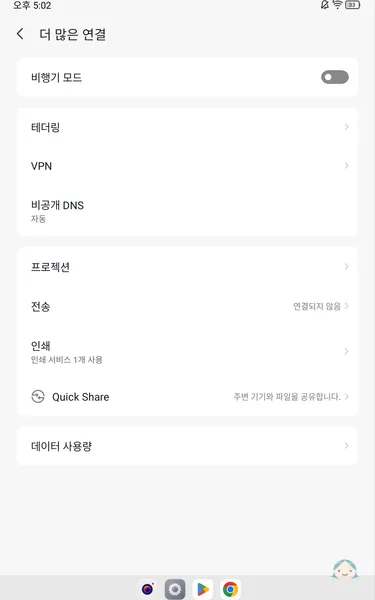 오후 5:02
더 많은 연결
비행기 모드
테더링
VPN
비공개 DNS
자동
프로젝션
전송 연결되지 않음
인쇄
인쇄 서비스 1개 사용
Quick Share 주변 기기와 파일을 공유합니다.
데이터 사용량